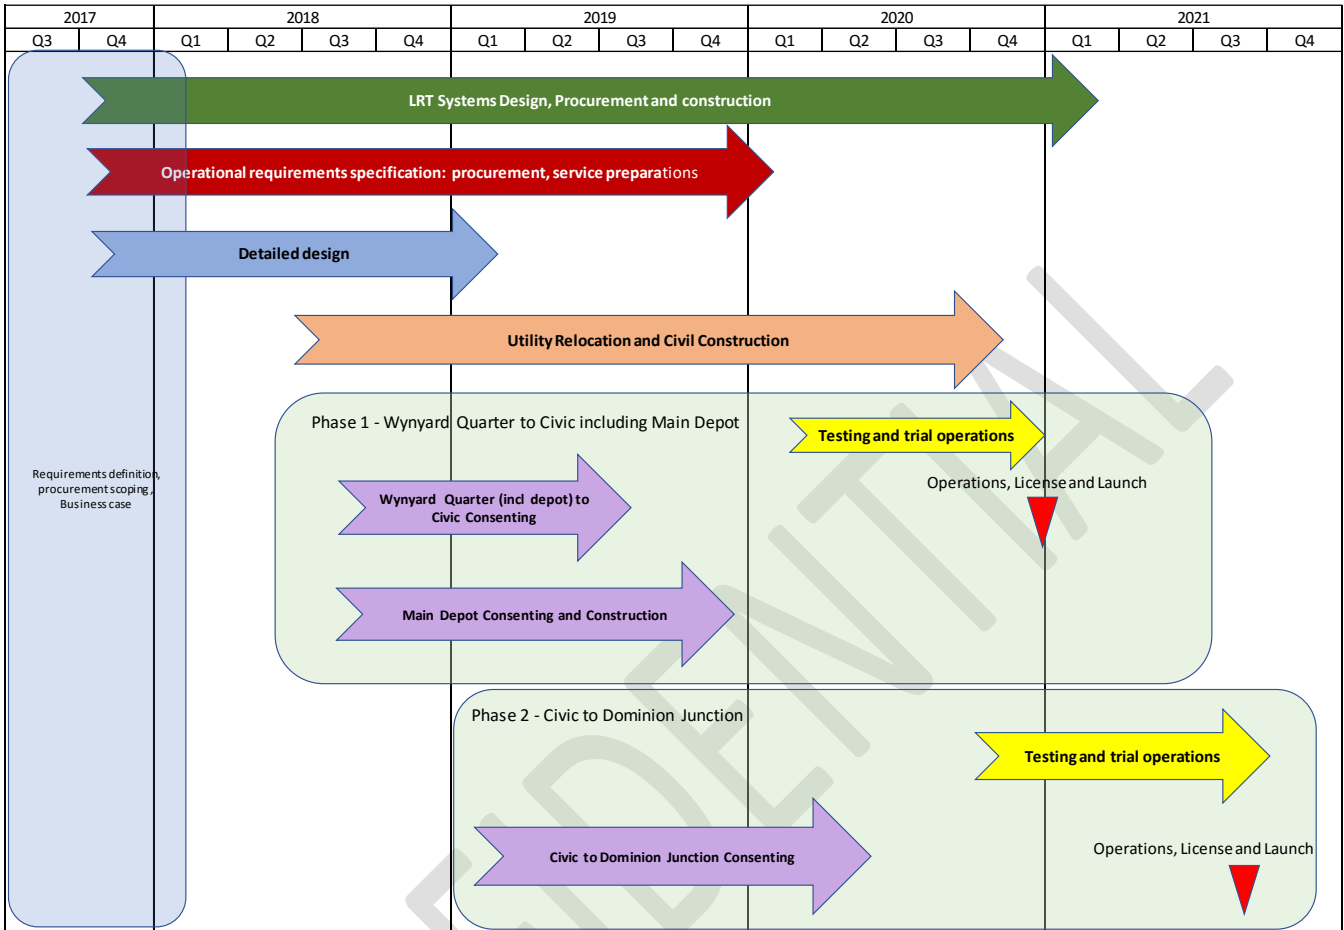 2017 2018 2019 2020 2021
Q3 Q4 Q1 Q2 Q3 Q4 Q1 Q2 Q3 Q4 Q1 Q2 Q3 Q4 Q1 Q2 Q3 Q4
LRT Systems Design, Procurement and construction
Operational requirements specification: procurement, service preparations
Detailed design
Utility Relocation and Civil Construction
Phase 1 - Wynyard Quarter to Civic including Main Depot
Testing and trial operations
Requirements definition,
procurement scoping,
Business case
Operations, License and Launch
Wynyard Quarter (incl depot) to
Civic Consenting
Main Depot Consenting and Construction
Phase 2 - Civic to Dominion Junction
Testing and trial operations
Civic to Dominion Junction Consenting
Operations, License and Launch
FIDENTIAL